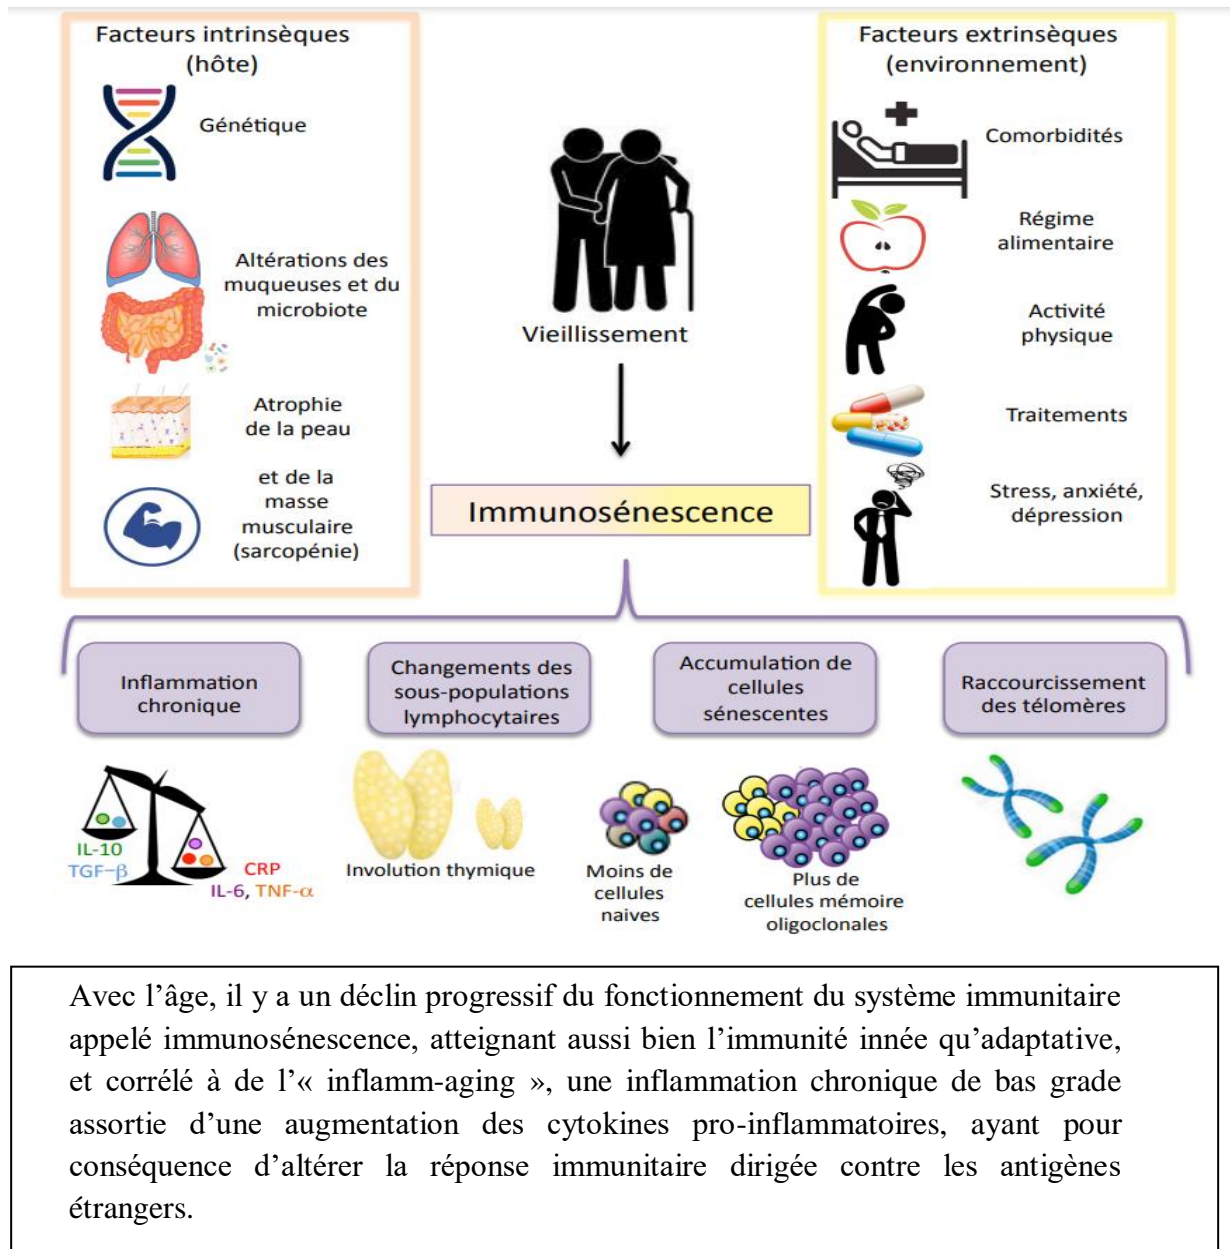 Facteurs intrinsèques
(hôte)
Génétique
Altérations des
muqueuses et du
microbiote
Atrophie
de la peau
et de la
masse
musculaire
(sarcopénie)
Vieillissement
Immunosénescence
Facteurs extrinsèques
(environnement)
Comorbidités
Régime
alimentaire
Activité
physique
Traitements
Stress, anxiété,
dépression
Inflammation
chronique
Changements des
sous-populations
lymphocytaires
Accumulation de
cellules
sénescentes
Raccourcissement
des télomères
IL-10
TGF-β
CRP
IL-6, TNF-α
Involution thymique
Moins de
cellules
naives
Plus de
cellules mémoire
oligoclonales
Avec l’âge, il y a un déclin progressif du fonctionnement du système immunitaire
appelé immunosénescence, atteignant aussi bien l’immunité innée qu’adaptative,
et corrélé à de l’« inflamm-aging », une inflammation chronique de bas grade
assortie d’une augmentation des cytokines pro-inflammatoires, ayant pour
conséquence d’altérer la réponse immunitaire dirigée contre les antigènes
étrangers.